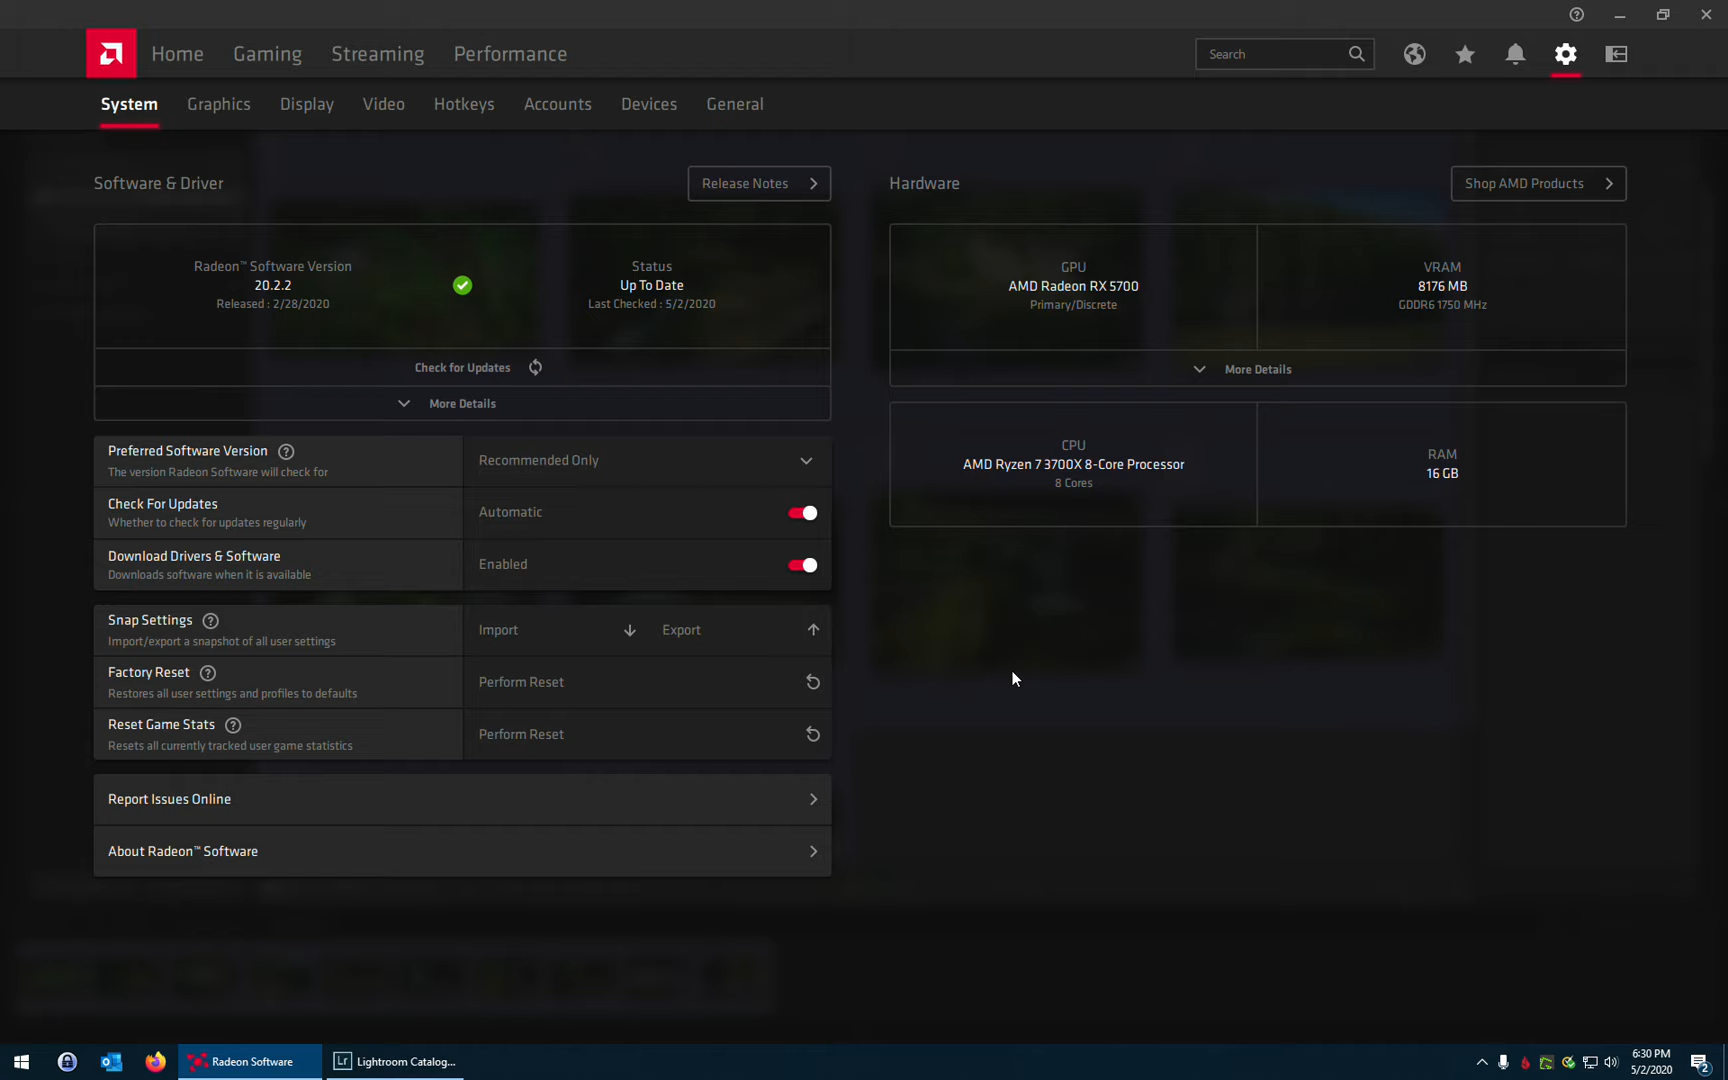 Home Gaming Streaming Performance Search
System Graphics Display Video Hotkeys Accounts Devices General
Software & Driver
Release Notes
Radeon™ Software Version
20.2.2
Released : 2/28/2020
Status
Up To Date
Last Checked : 5/2/2020
Check for Updates
More Details
Preferred Software Version
The version Radeon Software will check for
Recommended Only
Check For Updates
Whether to check for updates regularly
Automatic
Download Drivers & Software
Downloads software when it is available
Enabled
Snap Settings
Import/export a snapshot of all user settings
Import Export
Factory Reset
Restores all user settings and profiles to defaults
Perform Reset
Reset Game Stats
Resets all currently tracked user game statistics
Perform Reset
Report Issues Online
About Radeon™ Software
Hardware
Shop AMD Products
GPU
AMD Radeon RX 5700
Primary/Discrete
VRAM
8176 MB
GDDR6 1750 MHz
More Details
CPU
AMD Ryzen 7 3700X 8-Core Processor
8 Cores
RAM
16 GB
Radeon Software
Lr Lightroom Catalog...
6:30 PM
5/2/2020
2